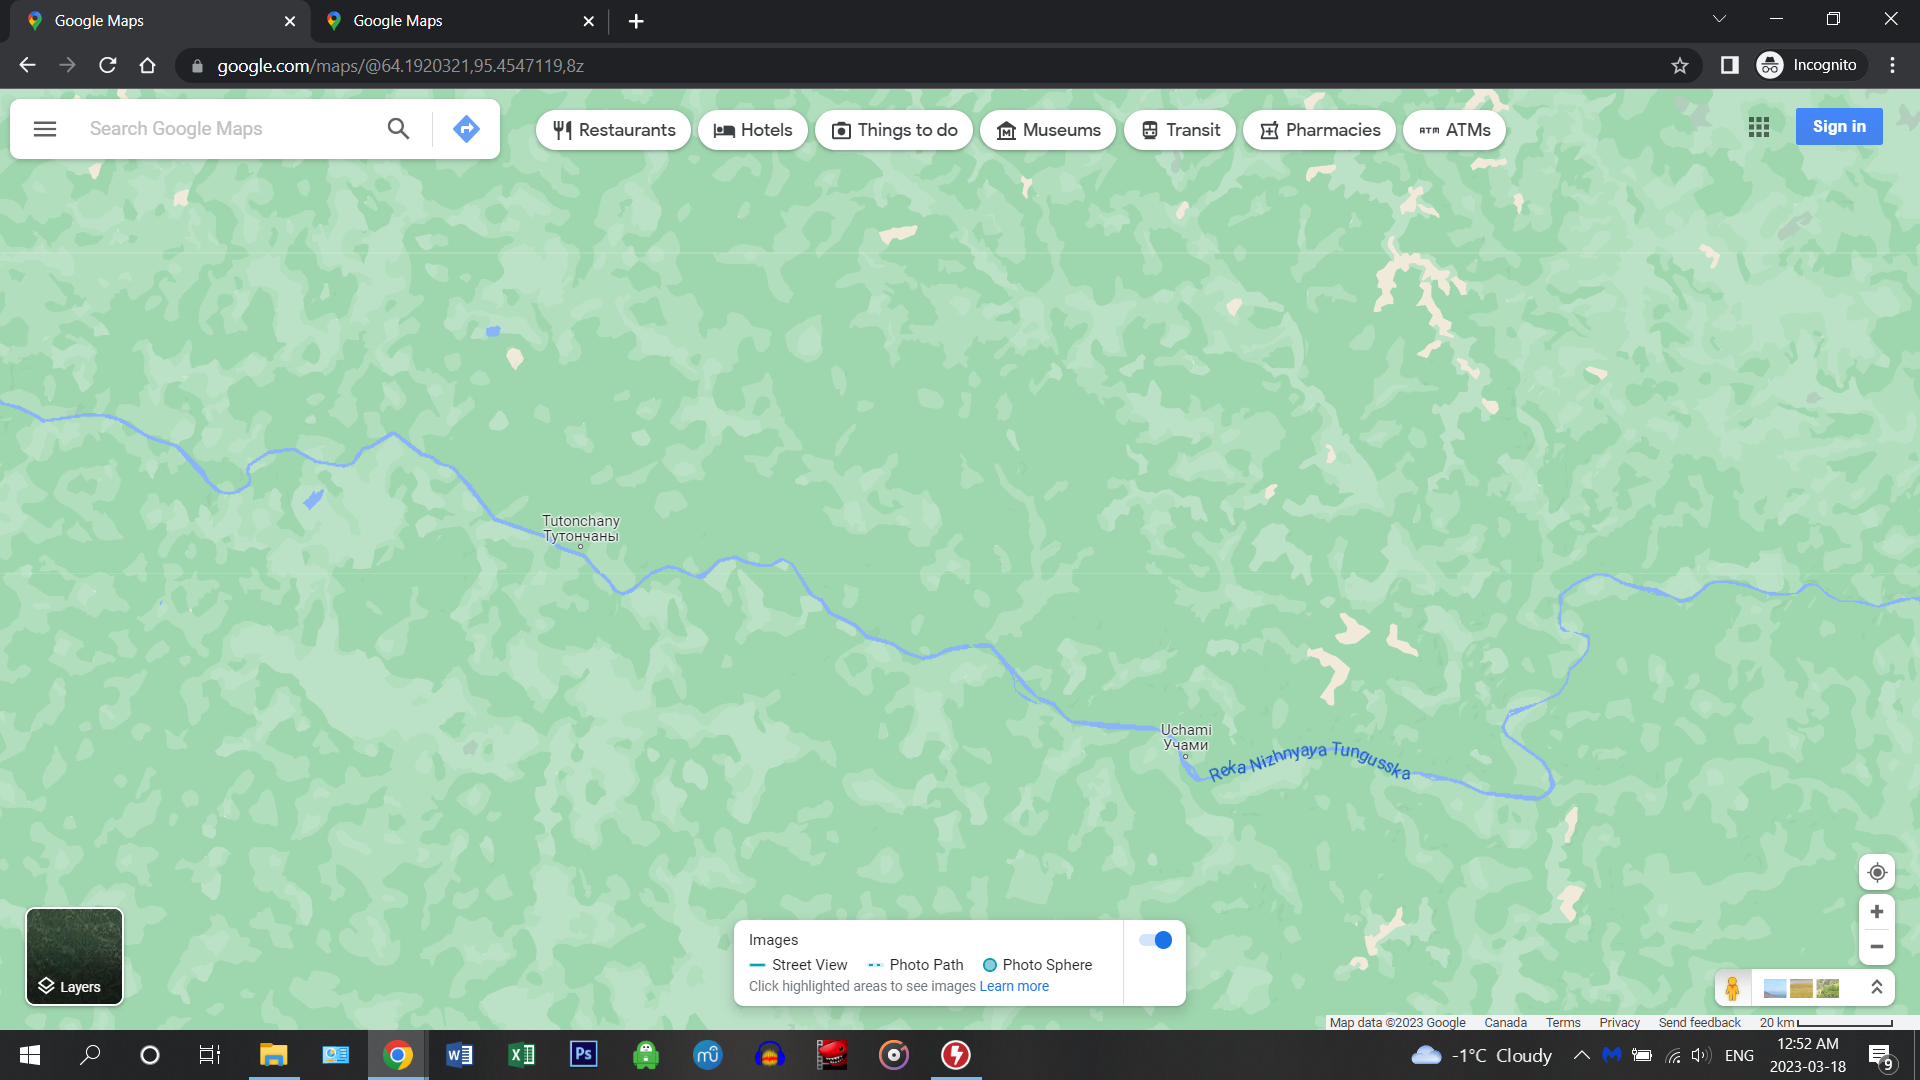 Google Maps
Google Maps
google.com/maps/@64.1920321,95.4547119,8z
Incognito
Search Google Maps
Restaurants
Hotels
Things to do
Museums
Transit
Pharmacies
ATM ATMs
Sign in
Tutonchany
Тутончаны
Uchami
Учами
Reka Nizhnyaya Tungusska
Images
Street View
Photo Path
Photo Sphere
Click highlighted areas to see images Learn more
Layers
Map data ©2023 Google
Canada
Terms
Privacy
Send feedback
20 km
W
X
Ps
mu
-1°C Cloudy
ENG
12:52 AM
2023-03-18
9